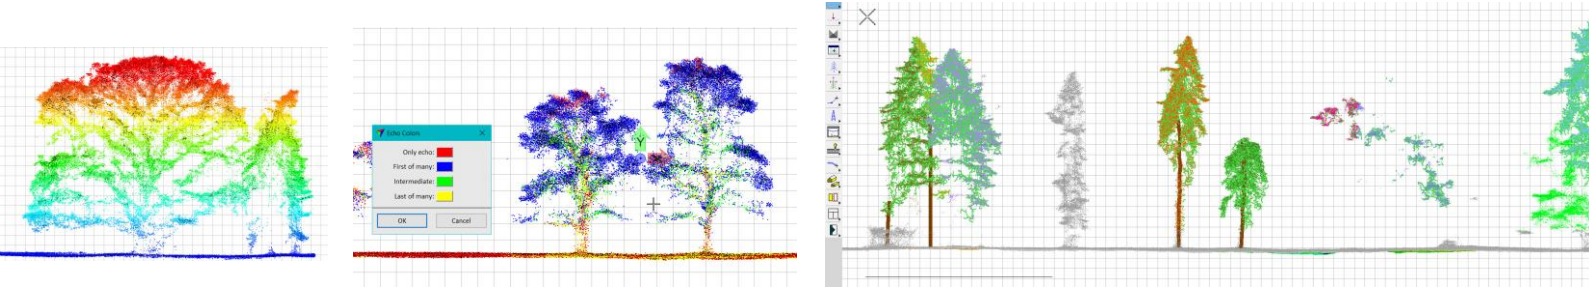 Echo Colors
Only echo:
First of many:
Intermediate:
Last of many:
OK
Cancel
Y